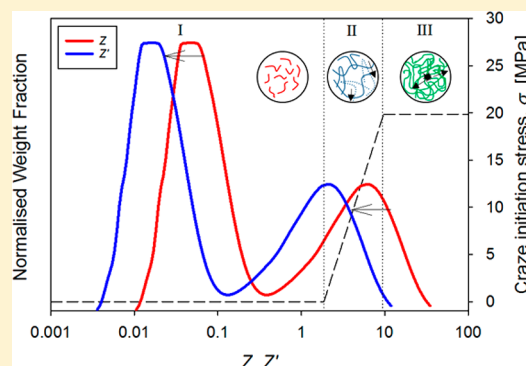 I II III
Z
Z'
Normalised Weight Fraction
Craze initiation stress, σ [MPa]
30
25
20
15
10
5
0
0.001 0.01 0.1 1 10 100
Z, Z'